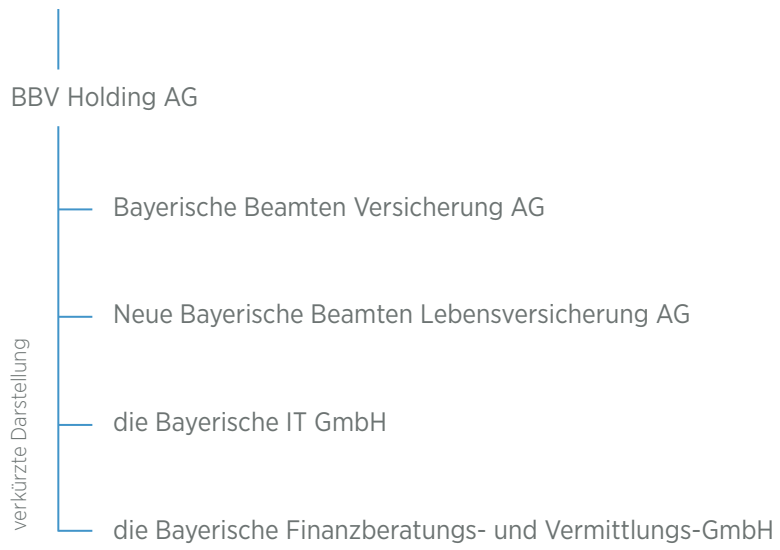 BBV Holding AG
Bayerische Beamten Versicherung AG
Neue Bayerische Beamten Lebensversicherung AG
die Bayerische IT GmbH
die Bayerische Finanzberatungs- und Vermittlungs-GmbH
verkürzte Darstellung